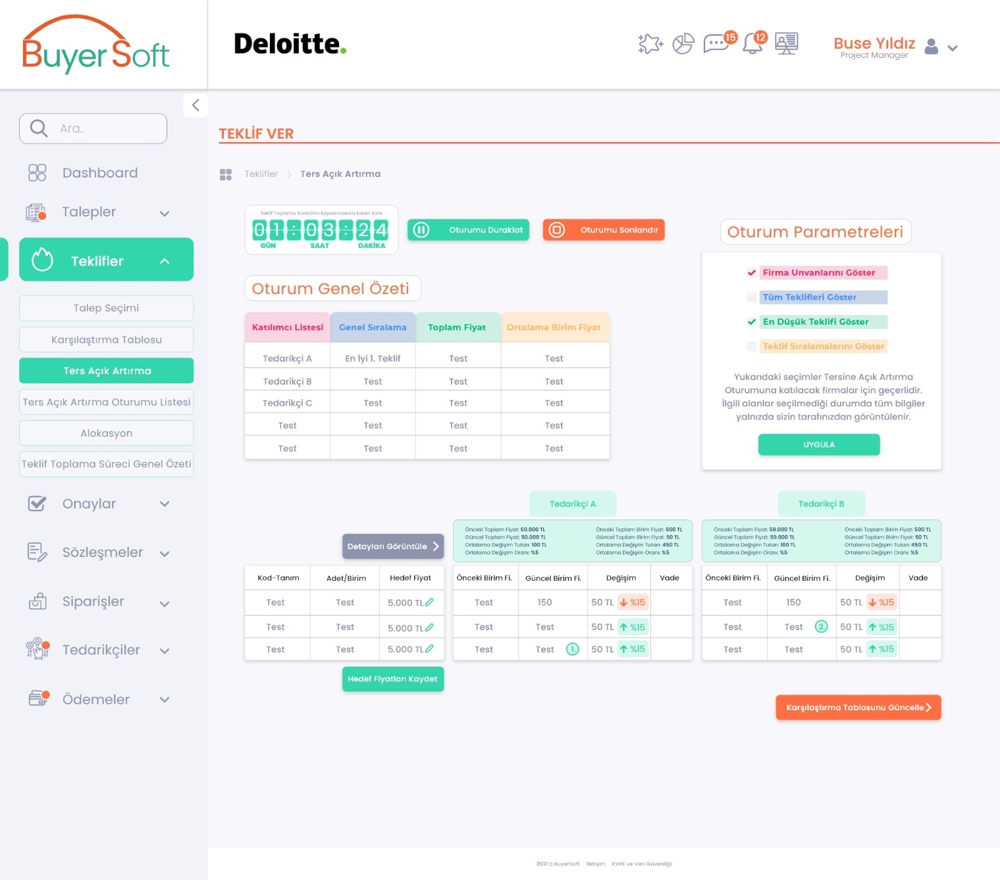 BuyerSoft
Deloitte.
15
12
Buse Yıldız
Project Manager
Ara..
Dashboard
Talepler
Teklifler
Talep Seçimi
Karşılaştırma Tablosu
Ters Açık Artırma
Ters Açık Artırma Oturumu Listesi
Alokasyon
Teklif Toplama Süreci Genel Özeti
Onaylar
Sözleşmeler
Siparişler
Tedarikçiler
Ödemeler
TEKLİF VER
Teklifler > Ters Açık Artırma
Teklif Toplama Sürecinin Kapanmasına Kalan Süre
01:03:24
GÜN SAAT DAKİKA
Oturumu Duraklat
Oturumu Sonlandır
Oturum Genel Özeti
Katılımcı Listesi Genel Sıralama Toplam Fiyat Ortalama Birim Fiyat
Tedarikçi A En İyi 1. Teklif Test Test
Tedarikçi B Test Test Test
Tedarikçi C Test Test Test
Test Test Test Test
Test Test Test Test
Oturum Parametreleri
Firma Unvanlarını Göster
Tüm Teklifleri Göster
En Düşük Teklifi Göster
Teklif Sıralamalarını Göster
Yukarıdaki seçimler Tersine Açık Artırma
Oturumuna katılacak firmalar için geçerlidir.
İlgili alanlar seçilmediği durumda tüm bilgiler
yalnızda sizin tarafınızdan görüntülenir.
UYGULA
Detayları Görüntüle
Kod-Tanım Adet/Birim Hedef Fiyat
Test Test 5.000 TL
Test Test 5.000 TL
Test Test 5.000 TL
Hedef Fiyatları Kaydet
Tedarikçi A
Önceki Toplam Fiyat: 50.000 TL Önceki Toplam Birim Fiyat: 500 TL
Güncel Toplam Fiyat: 50.000 TL Güncel Toplam Birim Fiyat: 50 TL
Ortalama Değişim Tutarı: 100 TL Ortalama Değişim Tutarı: 450 TL
Ortalama Değişim Oranı: %5 Ortalama Değişim Oranı: %5
Önceki Birim Fi. Güncel Birim Fi. Değişim Vade
Test 150 50 TL %15
Test Test 50 TL %15
Test Test 1. 50 TL %15
Tedarikçi B
Önceki Toplam Fiyat: 50.000 TL Önceki Toplam Birim Fiyat: 500 TL
Güncel Toplam Fiyat: 50.000 TL Güncel Toplam Birim Fiyat: 50 TL
Ortalama Değişim Tutarı: 100 TL Ortalama Değişim Tutarı: 450 TL
Ortalama Değişim Oranı: %5 Ortalama Değişim Oranı: %5
Önceki Birim Fi. Güncel Birim Fi. Değişim Vade
Test 150 50 TL %15
Test Test 2. 50 TL %15
Test Test 50 TL %15
Karşılaştırma Tablosunu Güncelle
2021 © BuyerSoft İletişim KVKK ve Veri Güvenliği